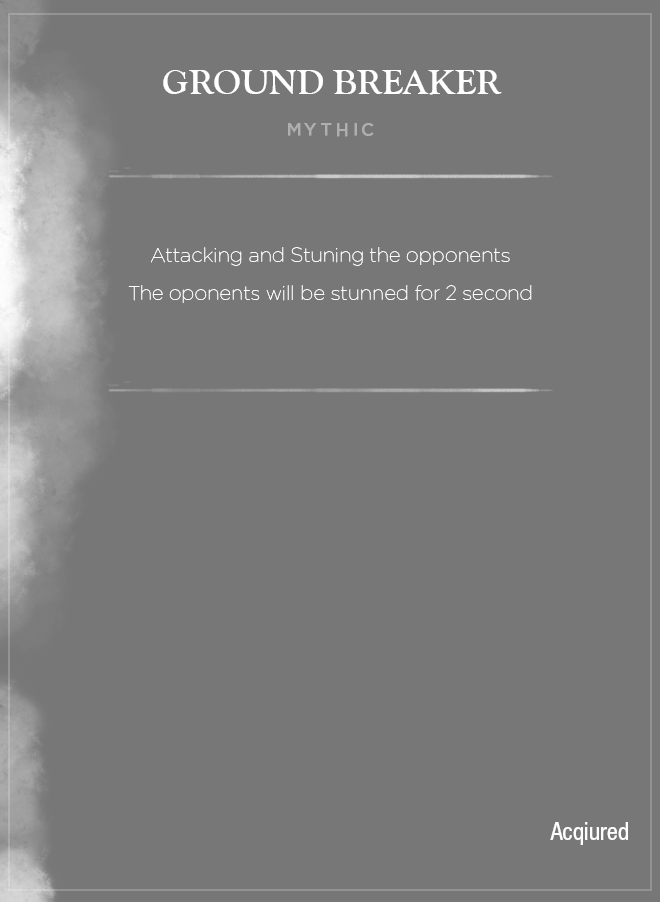 GROUND BREAKER
MYTHIC
Attacking and Stuning the opponents
The oponents will be stunned for 2 second
Acqiured